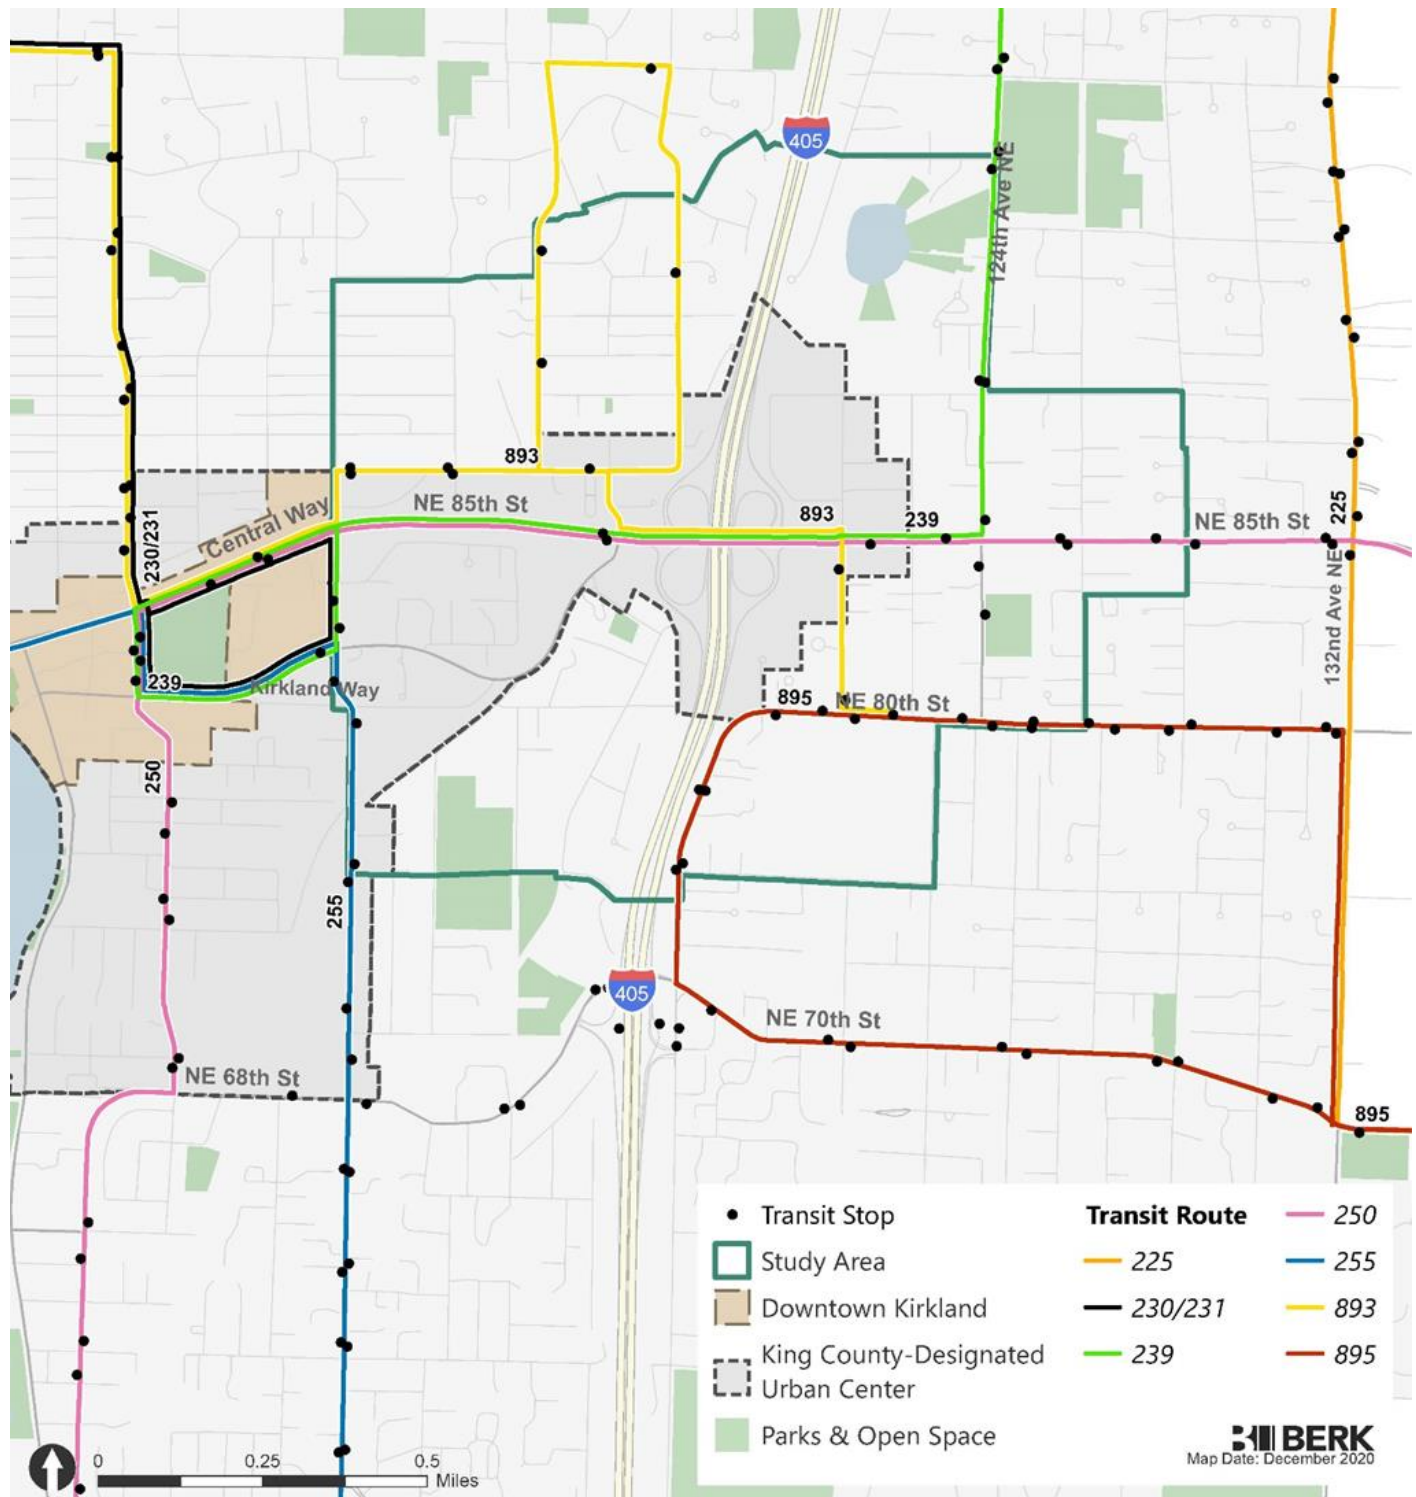 405
124th Ave NE
893
NE 85th St
893
239
225
NE 85th St
Central Way
230/231
132nd Ave NE
239
Kirkland Way
895
NE 80th St
250
255
405
NE 70th St
NE 68th St
895
Transit Stop
Study Area
Downtown Kirkland
King County-Designated
Urban Center
Parks & Open Space
Transit Route
225
230/231
239
250
255
893
895
BERK
Map Date: December 2020
0 0.25 0.5
Miles